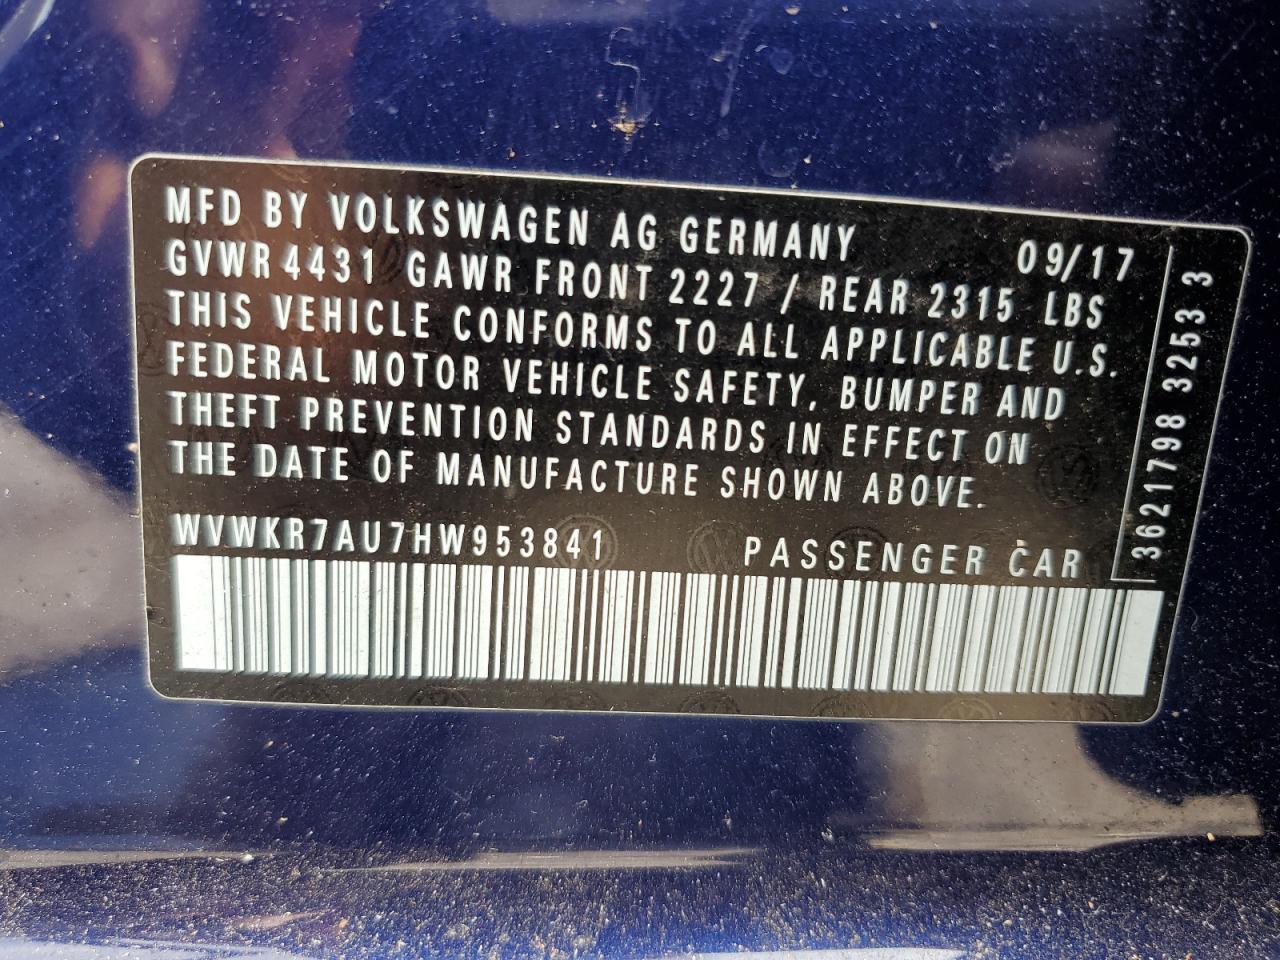 MFD BY VOLKSWAGEN AG GERMANY 09/17
GVWR 4431 GAWR FRONT 2227 / REAR 2315 LBS
THIS VEHICLE CONFORMS TO ALL APPLICABLE U.S.
FEDERAL MOTOR VEHICLE SAFETY, BUMPER AND
THEFT PREVENTION STANDARDS IN EFFECT ON
THE DATE OF MANUFACTURE SHOWN ABOVE.
WVWKR7AU7HW953841 PASSENGER CAR
3621798 3253 3